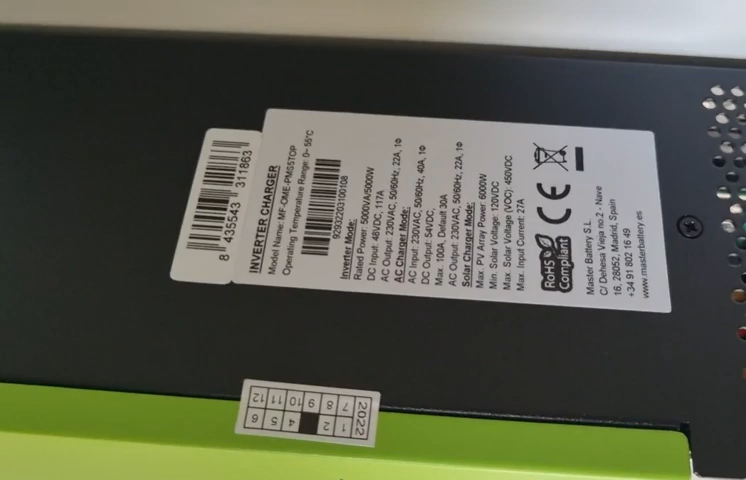 8 435543 311863
INVERTER CHARGER
Model Name: MF-OME-PMS5TOP
Operating Temperature Range: 0~ 55°C
92932203100108
Inverter Mode:
Rated Power: 5000VA/5000W
DC Input: 48VDC, 117A
AC Output: 230VAC, 50/60Hz, 22A, 1Φ
AC Charger Mode:
AC Input: 230VAC, 50/60Hz, 40A, 1Φ
DC Output: 54VDC,
Max. 100A, Default 30A
AC Output: 230VAC, 50/60Hz, 22A, 1Φ
Solar Charger Mode:
Max. PV Array Power: 6000W
Min. Solar Voltage: 120VDC
Max. Solar Voltage (VOC): 450VDC
Max. Input Current: 27A
RoHS
Compliant
CE
Master Battery S.L.
C/ Dehesa Vieja no.2 - Nave
16, 28052, Madrid, Spain
+34 91 802 16 49
www.masterbattery.es
2022
1 2 4 5 6
7 8 9 10 11 12